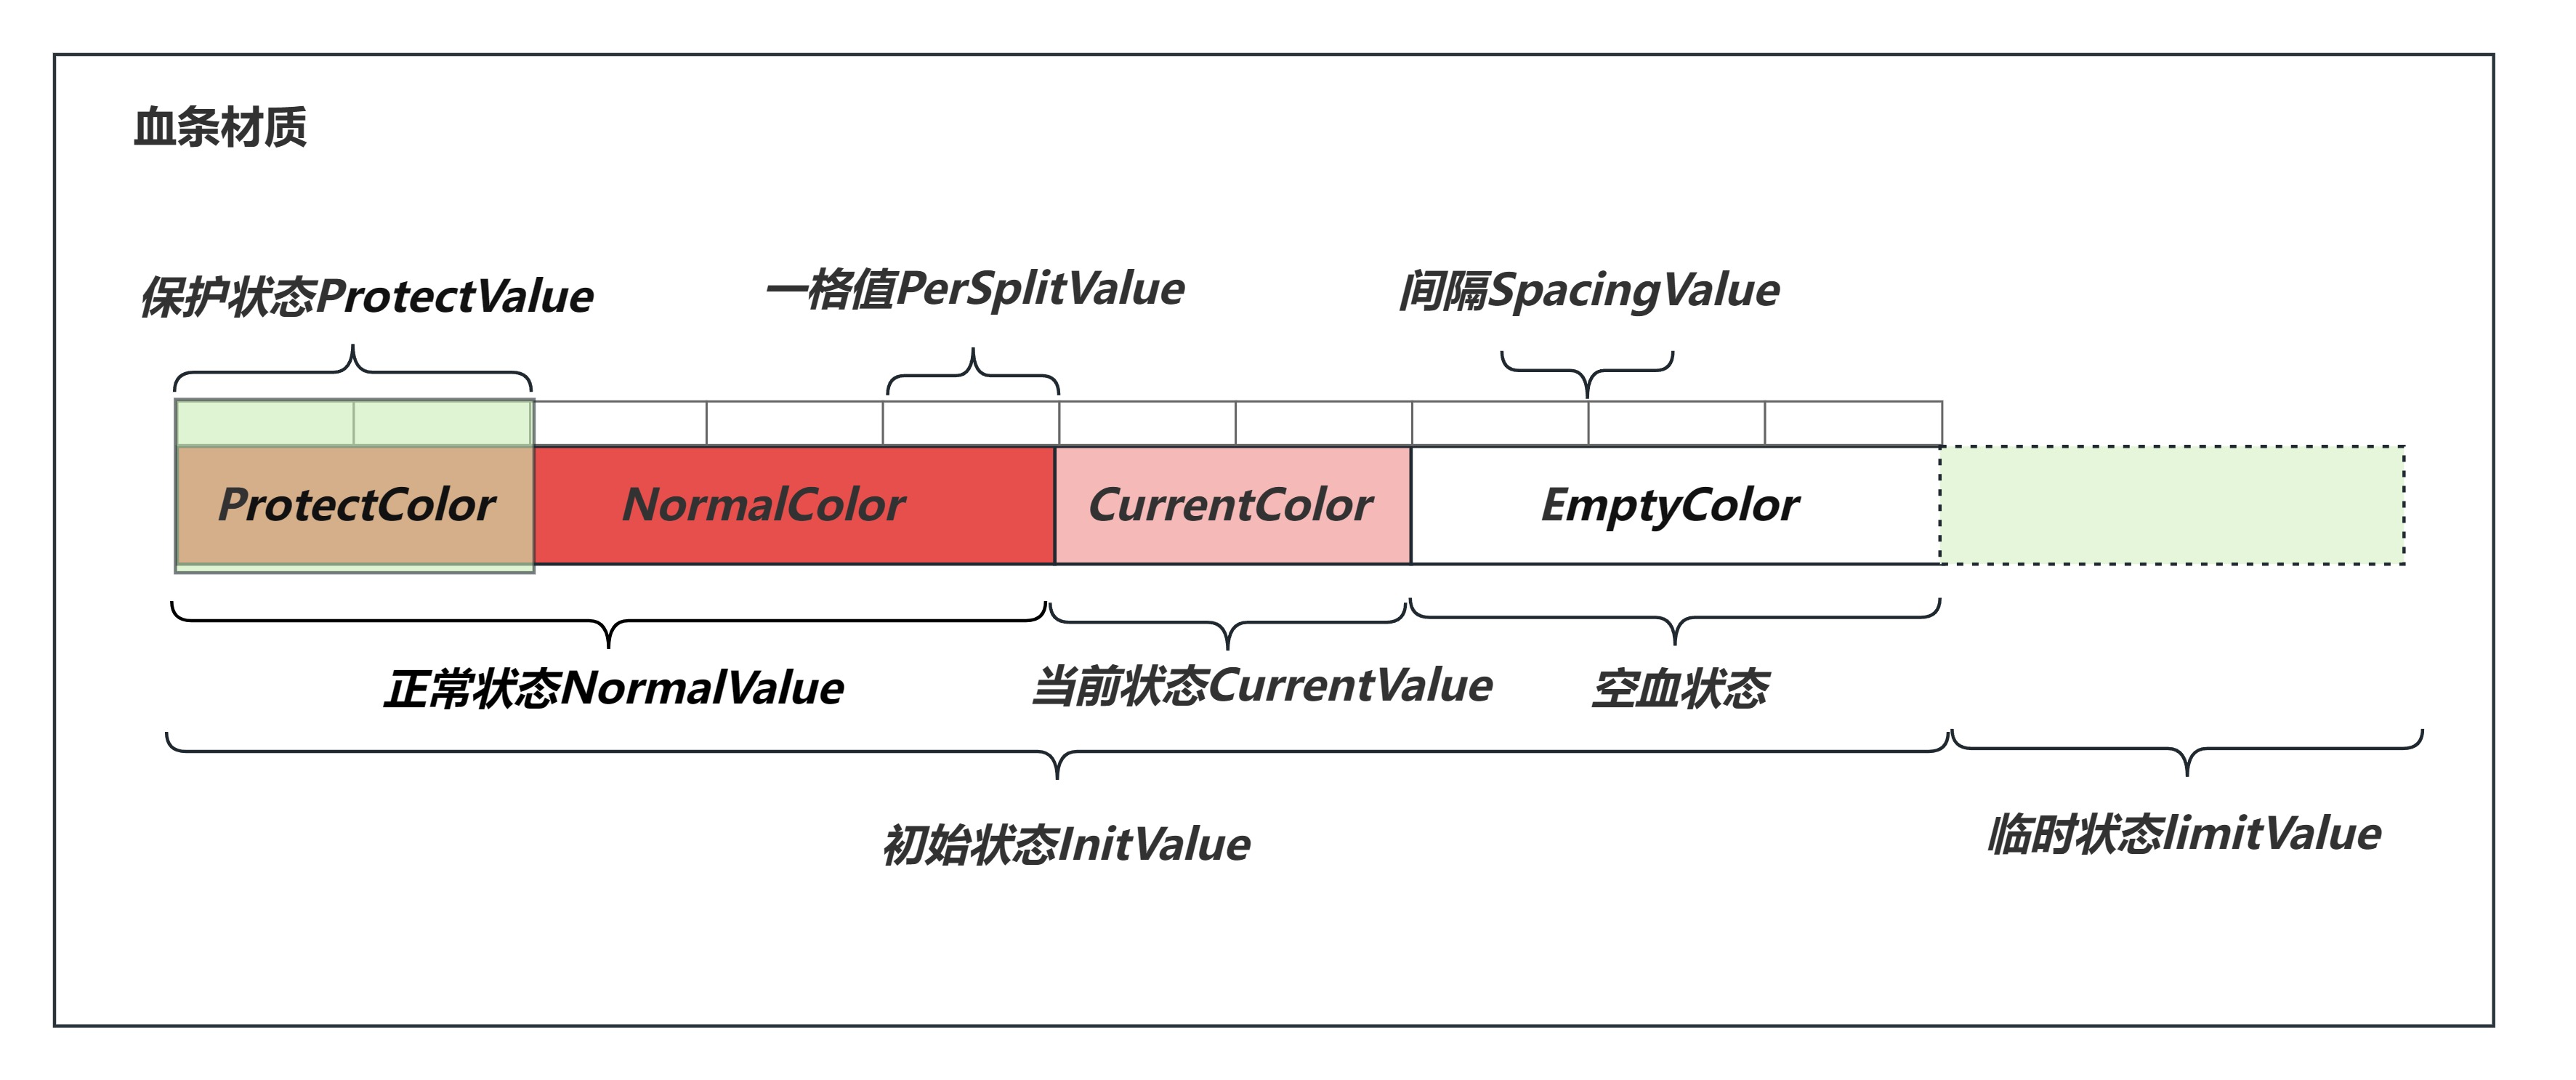 血条材质
保护状态ProtectValue
一格值PerSplitValue
间隔SpacingValue
ProtectColor
NormalColor
CurrentColor
EmptyColor
正常状态NormalValue
当前状态CurrentValue
空血状态
初始状态InitValue
临时状态limitValue